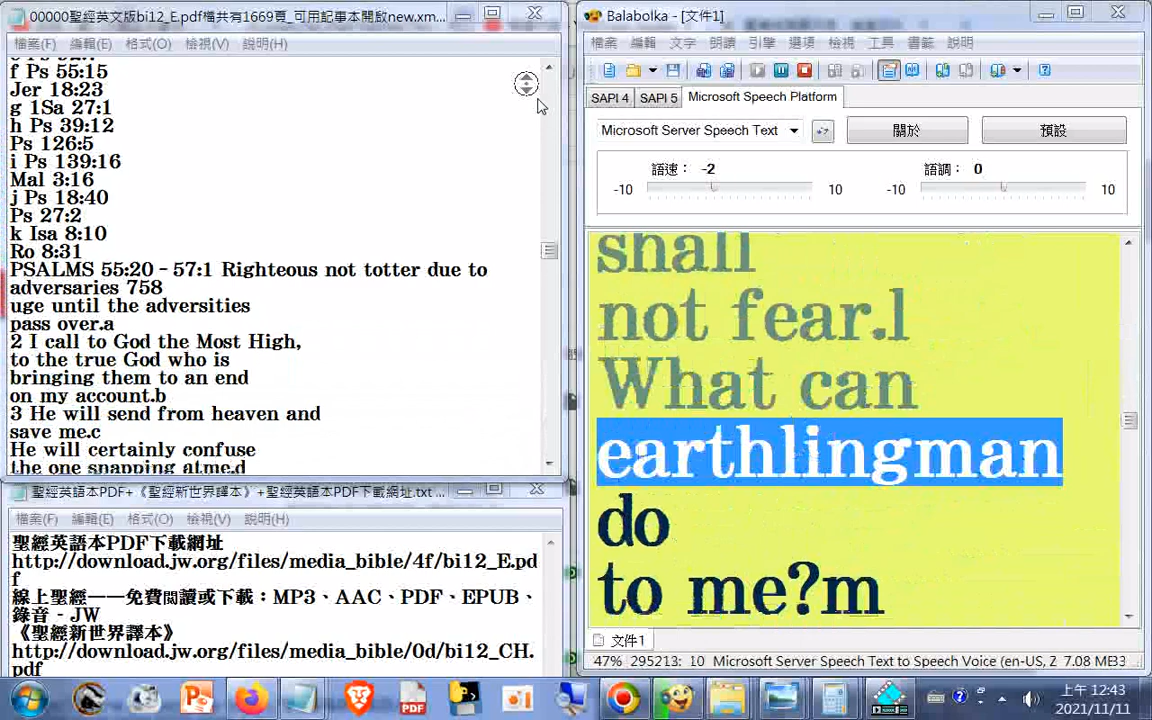 00000聖經英文版bi12_E.pdf檔共有1669頁_可用記事本開啟new.xm...
檔案(F) 編輯(E) 格式(O) 檢視(V) 說明(H)
f Ps 55:15
Jer 18:23
g 1Sa 27:1
h Ps 39:12
Ps 126:5
i Ps 139:16
Mal 3:16
j Ps 18:40
Ps 27:2
k Isa 8:10
Ro 8:31
PSALMS 55:20–57:1 Righteous not totter due to
adversaries 758
uge until the adversities
pass over.a
2 I call to God the Most High,
to the true God who is
bringing them to an end
on my account.b
3 He will send from heaven and
save me.c
He will certainly confuse
the one snapping at me.d
聖經英語本PDF+《聖經新世界譯本》+聖經英語本PDF下載網址.txt ...
檔案(F) 編輯(E) 格式(O) 檢視(V) 說明(H)
聖經英語本PDF下載網址
http://download.jw.org/files/media_bible/4f/bi12_E.pd
f
線上聖經——免費閱讀或下載：MP3、AAC、PDF、EPUB、
錄音 - JW
《聖經新世界譯本》
http://download.jw.org/files/media_bible/0d/bi12_CH.
pdf
Balabolka - [文件1]
檔案 編輯 文字 朗讀 引擎 選項 檢視 工具 書籤 說明
SAPI 4 SAPI 5 Microsoft Speech Platform
Microsoft Server Speech Text 關於 預設
語速： -2 語調： 0
-10 10 -10 10
shall
not fear.l
What can
earthlingman
do
to me?m
文件1
47% 295213: 10 Microsoft Server Speech Text to Speech Voice (en-US, Z 7.08 MB
上午 12:43
2021/11/11